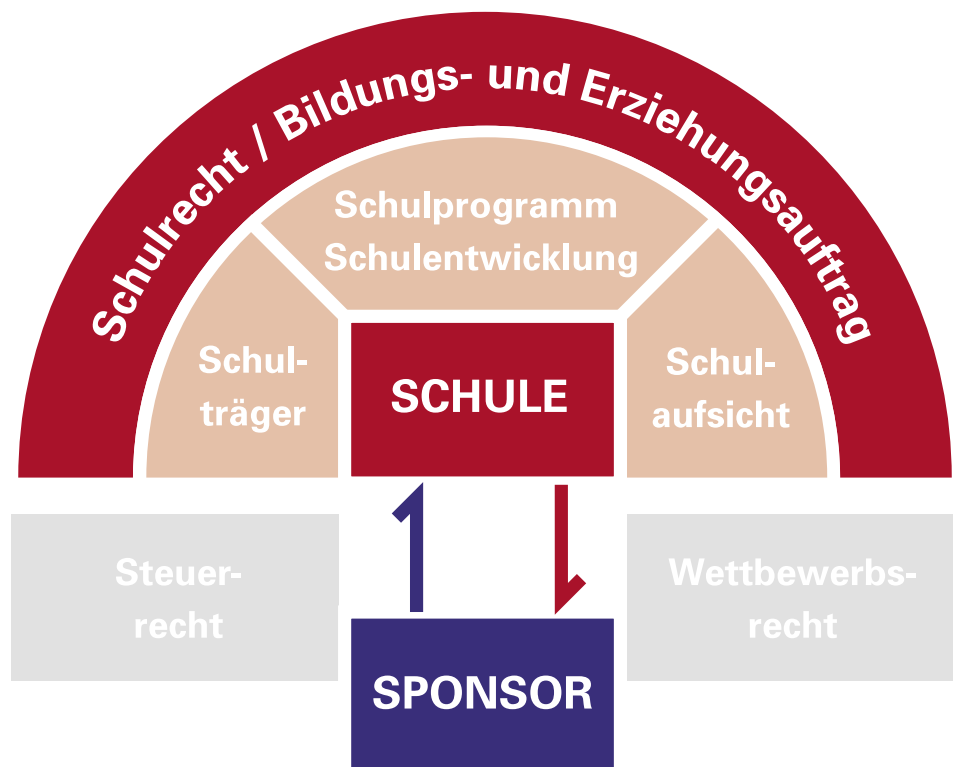 Schulrecht / Bildungs- und Erziehungsauftrag
Schulprogramm
Schulentwicklung
Schul-
träger
SCHULE
Schul-
aufsicht
Steuer-
recht
Wettbewerbs-
recht
SPONSOR